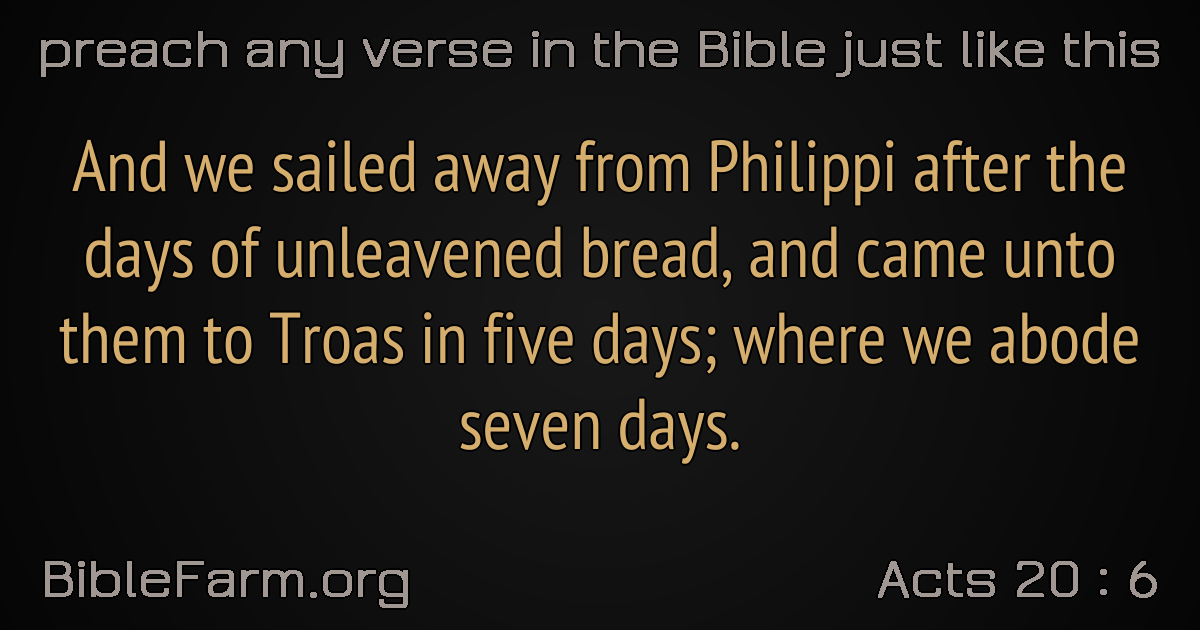 preach any verse in the Bible just like this
And we sailed away from Philippi after the
days of unleavened bread, and came unto
them to Troas in five days; where we abode
seven days.
BibleFarm.org
Acts 20 : 6